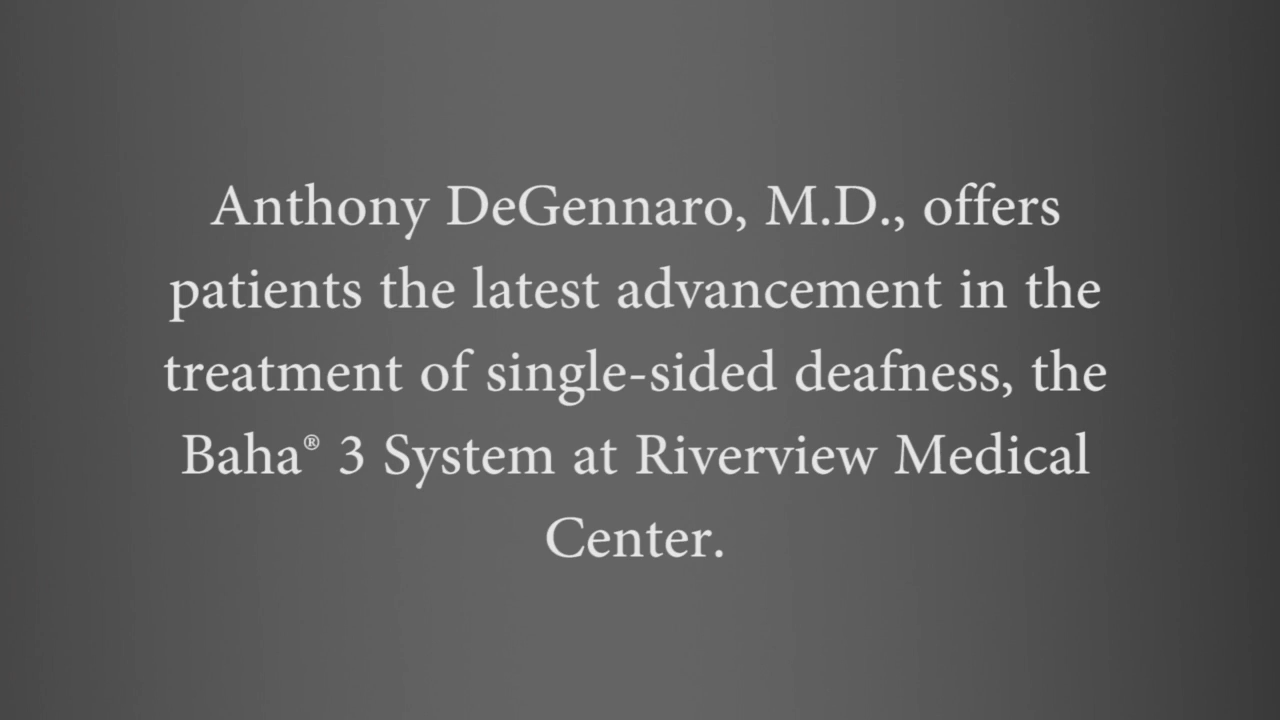 Anthony DeGennaro, M.D., offers
patients the latest advancement in the
treatment of single-sided deafness, the
Baha® 3 System at Riverview Medical
Center.